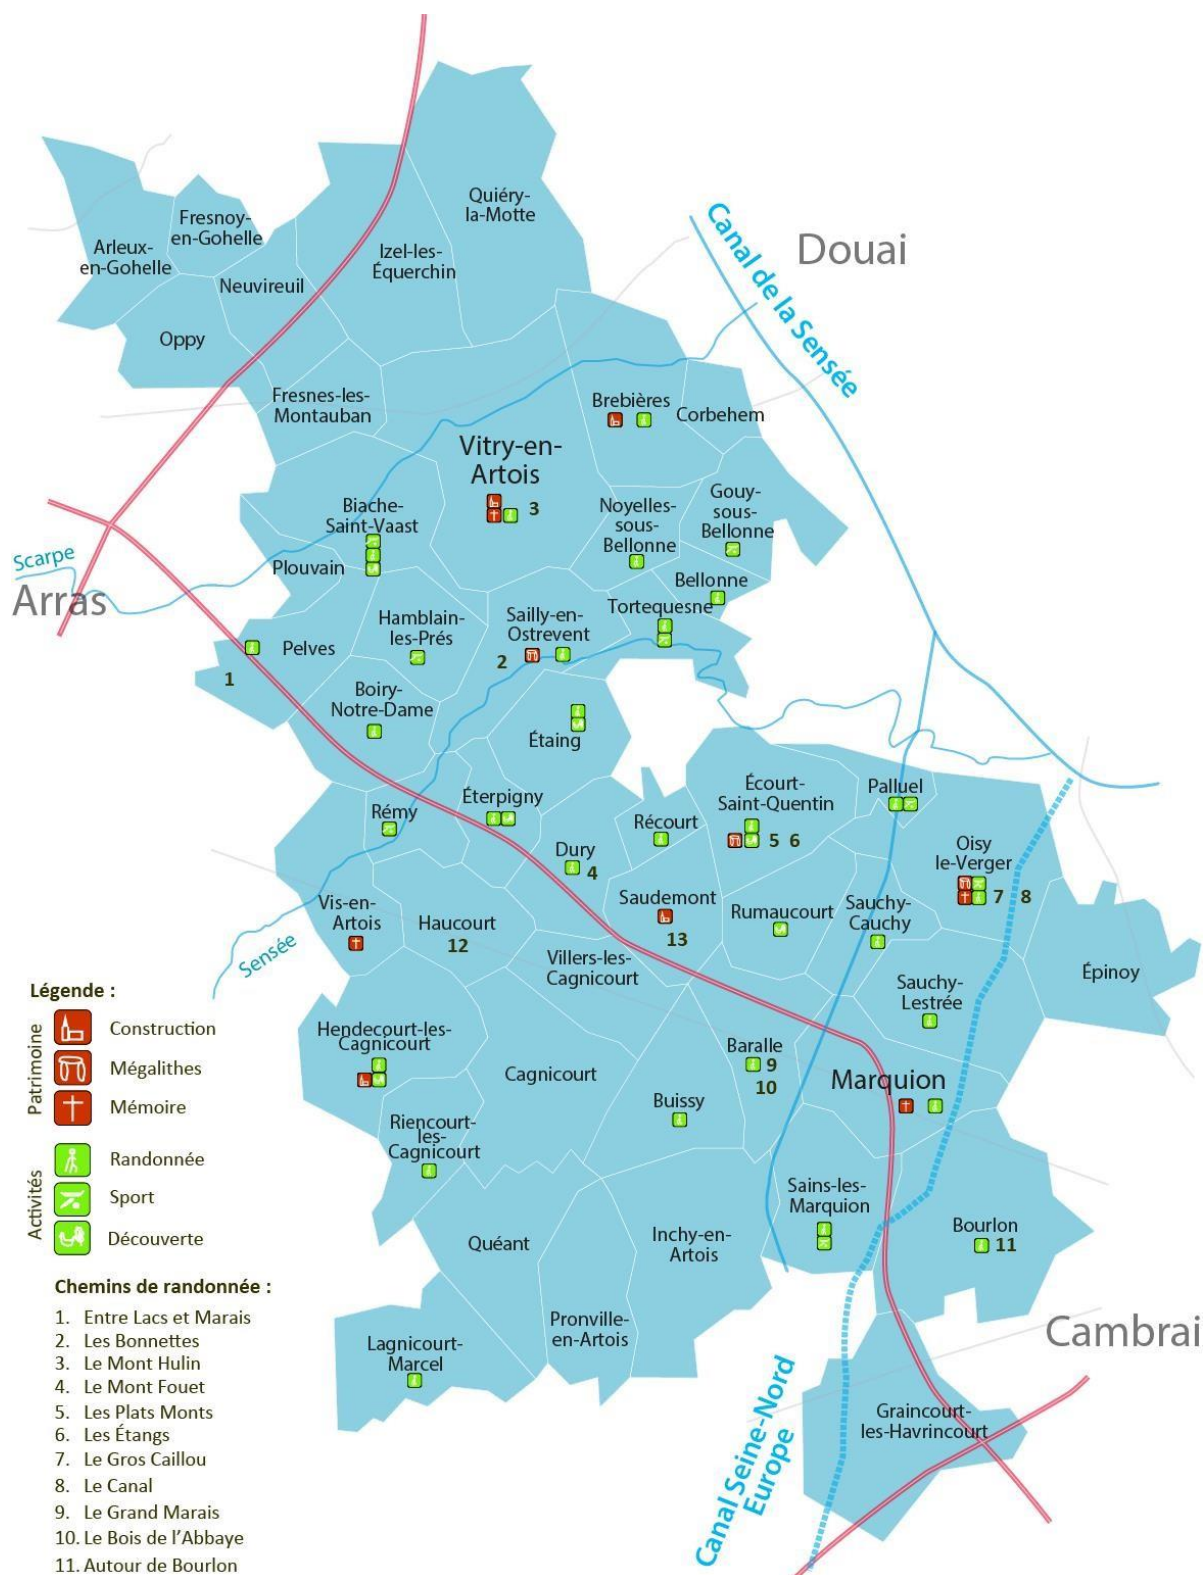 Quiéry-
la-Motte
Canal de la Sensée
Douai
Fresnoy-
en-Gohelle
Arleux-
en-Gohelle
Izel-les-
Équerchin
Neuvireuil
Oppy
Fresnes-les-
Montauban
Brebières
Corbehem
Vitry-en-
Artois
3
Gouy-
sous-
Bellonne
Noyelles-
sous-
Bellonne
Biache-
Saint-Vaast
Scarpe
Plouvain
Arras
Bellonne
Tortequesne
Hamblain-
les-Prés
Sailly-en-
Ostrevent
2
Pelves
1
Boiry-
Notre-Dame
Étaing
Écourt-
Saint-Quentin
5 6
Palluel
Éterpigny
Rémy
Récourt
Dury
4
Oisy
le-Verger
7 8
Saudemont
13
Rumaucourt
Sauchy-
Cauchy
Vis-en-
Artois
Haucourt
12
Sensée
Villers-les-
Cagnicourt
Épinoy
Sauchy-
Lestrée
Hendecourt-les-
Cagnicourt
Cagnicourt
Baralle
9
10
Marquion
Buissy
Riencourt-
les-
Cagnicourt
Sains-les-
Marquion
Bourlon
11
Quéant
Inchy-en-
Artois
Pronville-
en-Artois
Lagnicourt-
Marcel
Cambrai
Canal Seine-Nord
Europe
Graincourt-
les-Havrincourt
Légende :
Patrimoine
Construction
Mégalithes
Mémoire
Activités
Randonnée
Sport
Découverte
Chemins de randonnée :
1. Entre Lacs et Marais
2. Les Bonnettes
3. Le Mont Hulin
4. Le Mont Fouet
5. Les Plats Monts
6. Les Étangs
7. Le Gros Caillou
8. Le Canal
9. Le Grand Marais
10. Le Bois de l'Abbaye
11. Autour de Bourlon